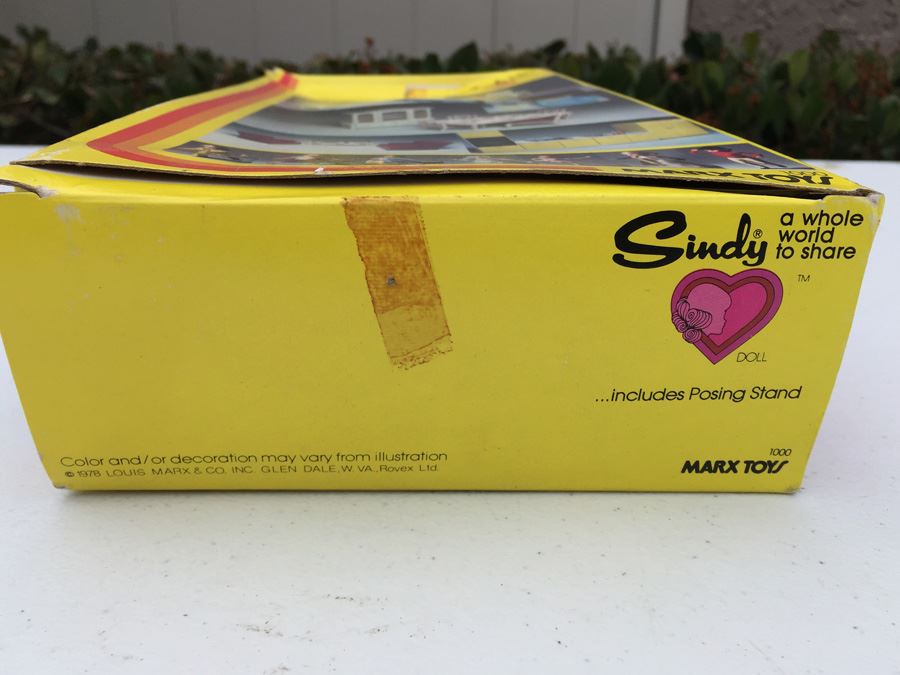 1000
MARX TOYS
Sindy® a whole
world
to share
TM
DOLL
...includes Posing Stand
Color and/or decoration may vary from illustration
© 1978 LOUIS MARX & CO. INC. GLEN DALE, W. VA., Rovex Ltd.
1000
MARX TOYS